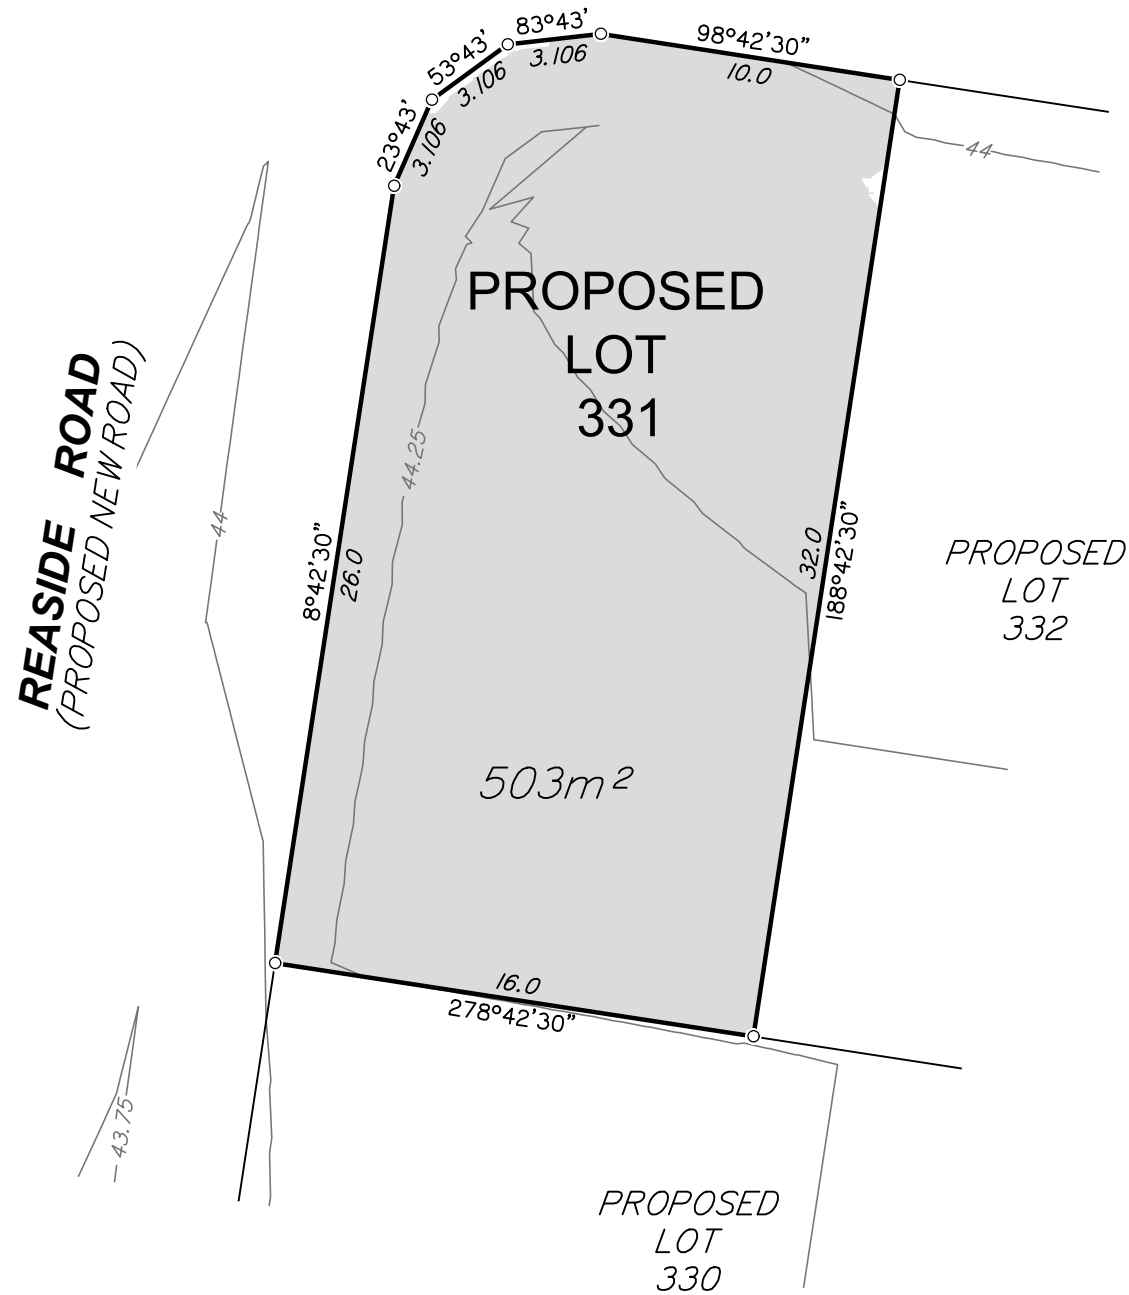 83°43'
98°42'30"
53°43'
3.106
10.0
3.106
23°43'
3.106
44
PROPOSED
LOT
331
REASIDE ROAD
(PROPOSED NEW ROAD)
44.25
44
8°42'30"
26.0
32.0
188°42'30"
PROPOSED
LOT
332
503m²
16.0
278°42'30"
43.75
PROPOSED
LOT
330